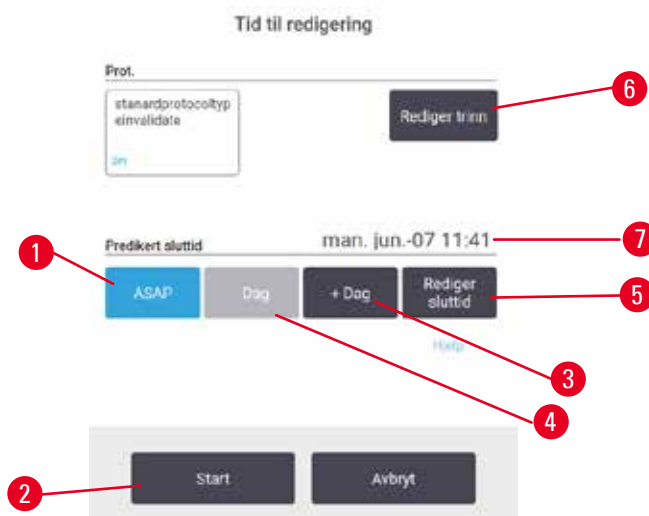 Tid til redigering
Prot.
stanardprotocoltyp
einvalidate
Rediger trinn
6
Predikert sluttid
man. jun.-07 11:41
7
1
ASAP
Dag
+ Dag
Rediger
sluttid
5
Hjelp
3
4
2
Start
Avbryt